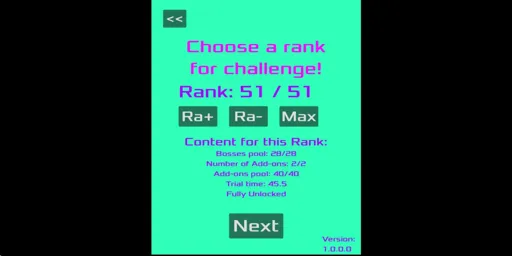 <<
Choose a rank
for challenge!
Rank: 51 / 51
Ra+ Ra- Max
Content for this Rank:
Bosses pool: 28/28
Number of Add-ons: 2/2
Add-ons pool: 40/40
Trial time: 45.5
Fully Unlocked
Next
Version:
1.0.0.0